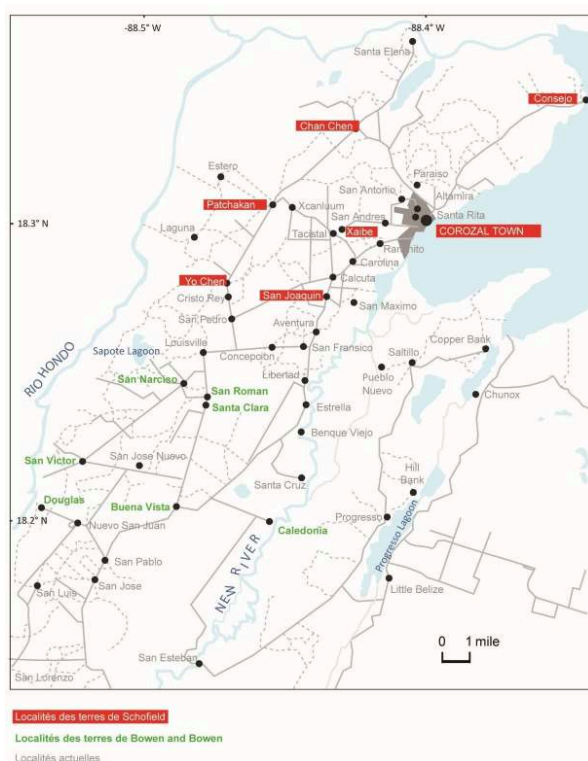 -88.5° W
-88.4° W
Santa Elena
Consejo
Chan Chen
Estero
Paraiso
San Antonio
Altamira
Patchakan
Xcanluum
San Andres
Santa Rita
18.3° N
Laguna
Tacistal
Xaibe
COROZAL TOWN
Ranchito
Carolina
Yo Chen
Calcuta
Cristo Rey
San Joaquin
San Maximo
San Pedro
Aventura
Copper Bank
Sapote Lagoon
Louisville
Concepcion
San Fransico
Saltillo
RIO HONDO
San Narciso
Libertad
Pueblo
Nuevo
Chunox
San Roman
Santa Clara
Estrella
Benque Viejo
San Victor
San Jose Nuevo
Hill
Bank
Santa Cruz
Douglas
Buena Vista
18.2° N
Nuevo San Juan
Caledonia
Progresso
Progresso Lagoon
NEW RIVER
San Pablo
San Jose
San Luis
Little Belize
0 1 mile
San Esteban
San Lorenzo
Localités des terres de Schofield
Localités des terres de Bowen and Bowen
Localités actuelles